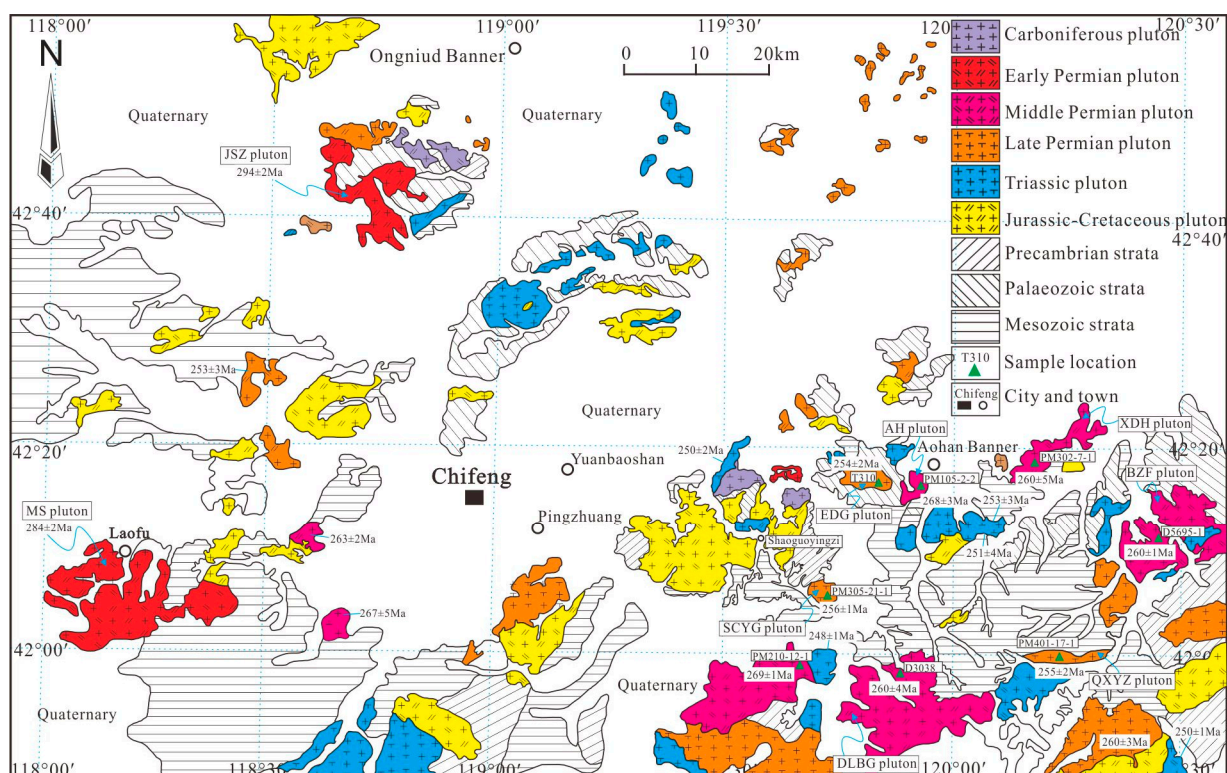 118°00′
119°00′
119°30′
120°30′
N
Ongniud Banner
0 10 20km
Quaternary
Quaternary
JSZ pluton
294±2Ma
42°40′
42°40′
Carboniferous pluton
Early Permian pluton
Middle Permian pluton
Late Permian pluton
Triassic pluton
Jurassic-Cretaceous pluton
Precambrian strata
Palaeozoic strata
Mesozoic strata
T310
Sample location
Chifeng
City and town
253±3Ma
Quaternary
42°20′
42°20′
Chifeng
Yuanbaoshan
Pingzhuang
250±2Ma
254±2Ma
T310
EDG pluton
AH pluton
Aohan Banner
PM105-2-2
268±3Ma
253±3Ma
251±4Ma
XDH pluton
PM302-7-1
260±5Ma
BZF pluton
D5695-1
260±1Ma
MS pluton
284±2Ma
Laofu
263±2Ma
267±5Ma
Shaoguoyingzi
PM305-21-1
256±1Ma
SCYG pluton
248±1Ma
42°00′
PM210-12-1
269±1Ma
D3038
260±4Ma
PM401-17-1
255±2Ma
QXYZ pluton
Quaternary
Quaternary
DLBG pluton
260±3Ma
250±1Ma
118°00′
119°00′
120°00′